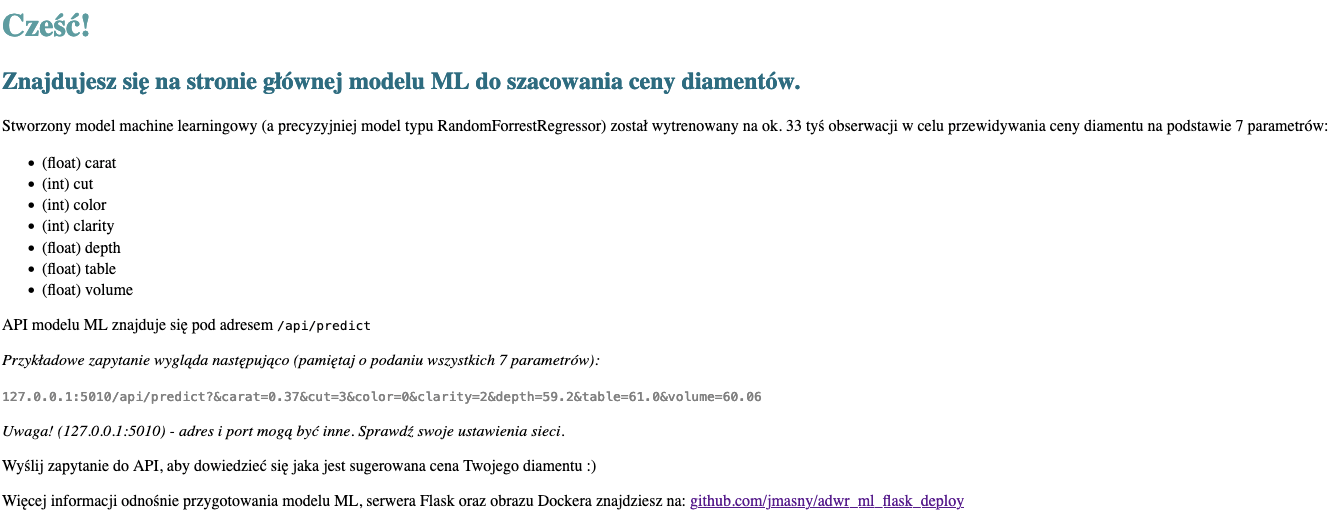 Cześć!
Znajdujesz się na stronie głównej modelu ML do szacowania ceny diamentów.
Stworzony model machine learningowy (a precyzyjniej model typu RandomForrestRegressor) został wytrenowany na ok. 33 tyś obserwacji w celu przewidywania ceny diamentu na podstawie 7 parametrów:
• (float) carat
• (int) cut
• (int) color
• (int) clarity
• (float) depth
• (float) table
• (float) volume
API modelu ML znajduje się pod adresem /api/predict
Przykładowe zapytanie wygląda następująco (pamiętaj o podaniu wszystkich 7 parametrów):
127.0.0.1:5010/api/predict?&carat=0.37&cut=3&color=0&clarity=2&depth=59.2&table=61.0&volume=60.06
Uwaga! (127.0.0.1:5010) - adres i port mogą być inne. Sprawdź swoje ustawienia sieci.
Wyślij zapytanie do API, aby dowiedzieć się jaka jest sugerowana cena Twojego diamentu :)
Więcej informacji odnośnie przygotowania modelu ML, serwera Flask oraz obrazu Dockera znajdziesz na: github.com/jmasny/adwr_ml_flask_deploy